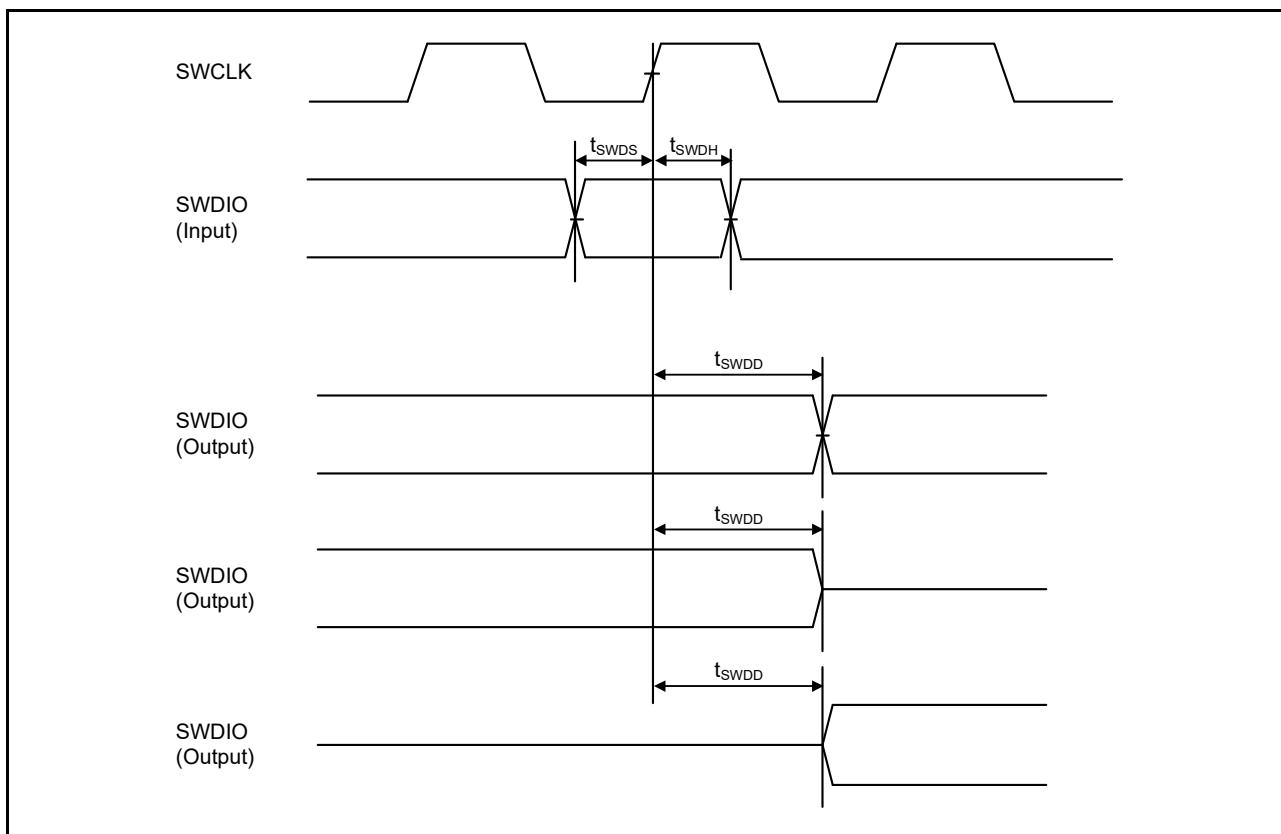 SWCLK
tSWDS
tSWDH
SWDIO
(Input)
tSWDD
SWDIO
(Output)
tSWDD
SWDIO
(Output)
tSWDD
SWDIO
(Output)